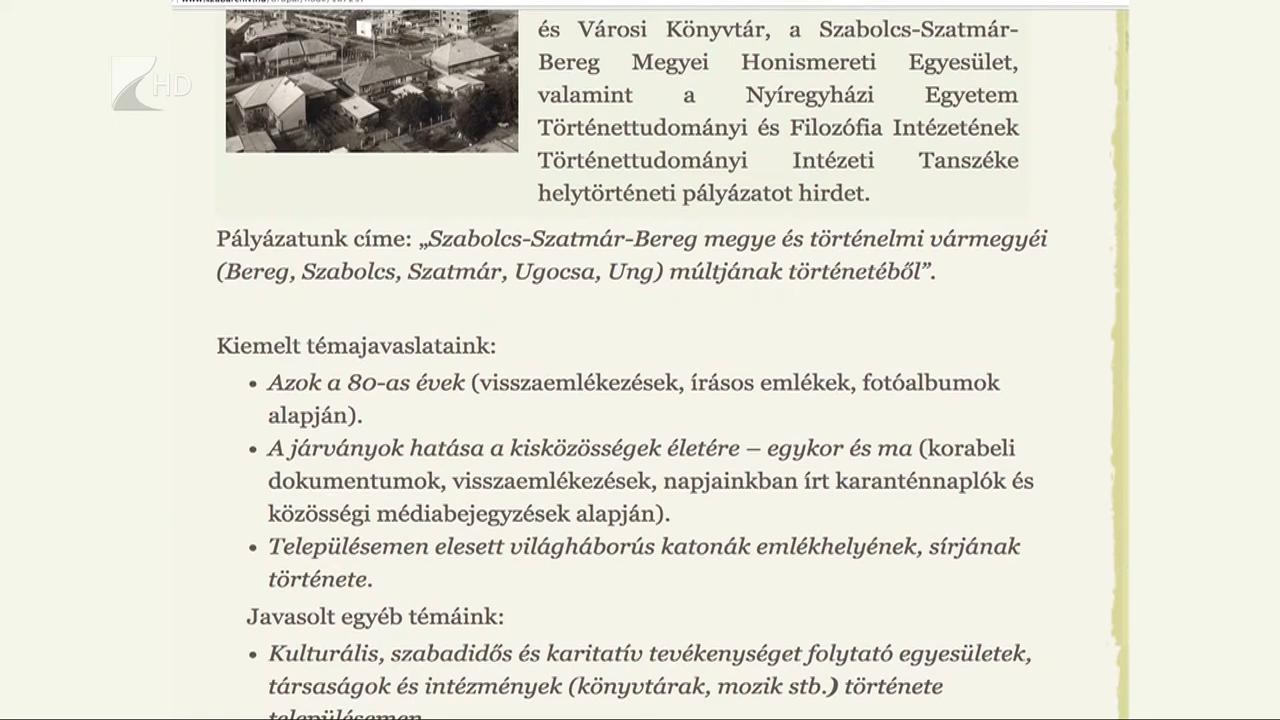 HD
és Városi Könyvtár, a Szabolcs-Szatmár-
Bereg Megyei Honismereti Egyesület,
valamint a Nyíregyházi Egyetem
Történettudományi és Filozófia Intézetének
Történettudományi Intézeti Tanszéke
helytörténeti pályázatot hirdet.
Pályázatunk címe: „Szabolcs-Szatmár-Bereg megye és történelmi vármegyéi
(Bereg, Szabolcs, Szatmár, Ugocsa, Ung) múltjának történetéből”.
Kiemelt témajavaslataink:
• Azok a 80-as évek (visszaemlékezések, írásos emlékek, fotóalbumok
alapján).
• A járványok hatása a kisközösségek életére – egykor és ma (korabeli
dokumentumok, visszaemlékezések, napjainkban írt karanténnaplók és
közösségi médiabejegyzések alapján).
• Településemen elesett világháborús katonák emlékhelyének, sírjának
története.
Javasolt egyéb témáink:
• Kulturális, szabadidős és karitatív tevékenységet folytató egyesületek,
társaságok és intézmények (könyvtárak, mozik stb.) története
településemen